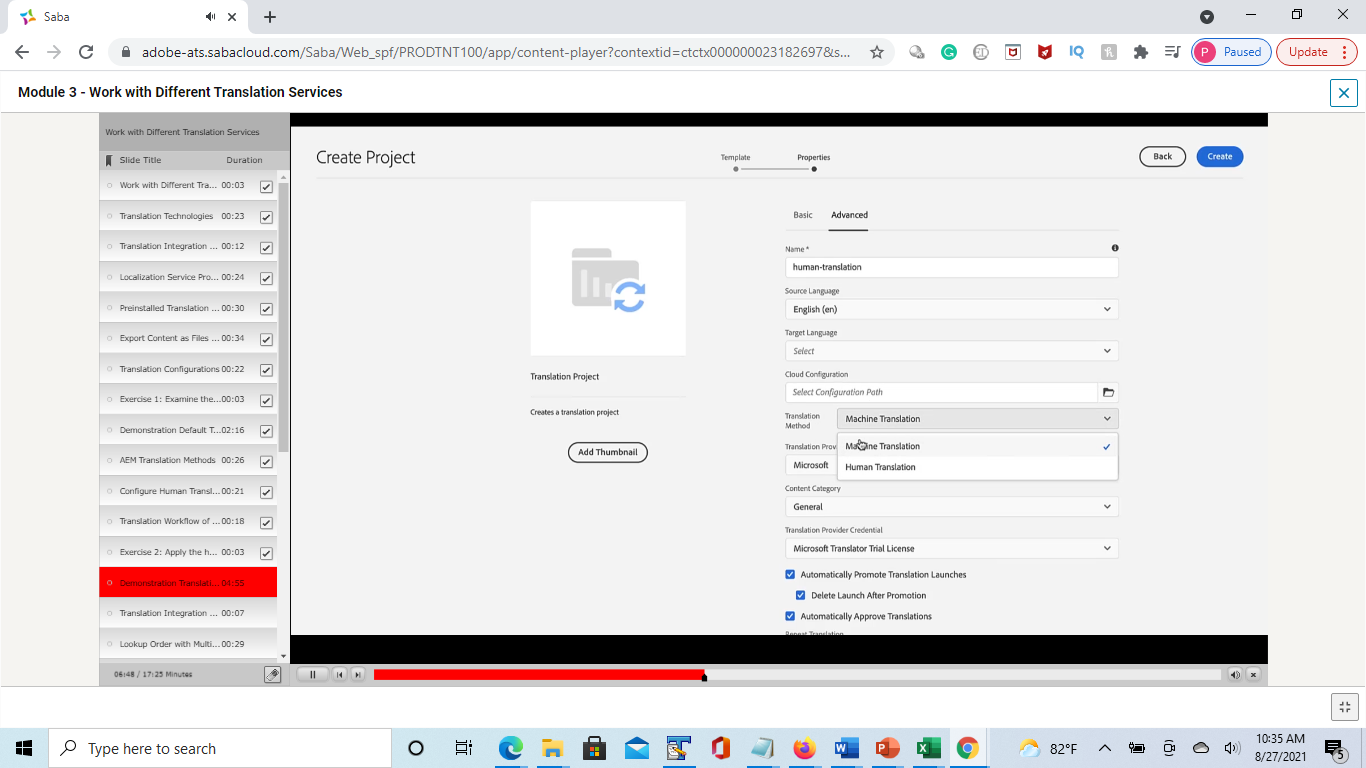 Saba
adobe-ats.sabacloud.com/Saba/Web_spf/PRODTNT100/app/content-player?contextid=ctctx0000000023182697&s...
Paused
Update
Module 3 - Work with Different Translation Services
Work with Different Translation Services
Slide Title Duration
Work with Different Tra... 00:03
Translation Technologies 00:23
Translation Integration ... 00:12
Localization Service Pro... 00:24
Preinstalled Translation ... 00:30
Export Content as Files ... 00:34
Translation Configurations 00:22
Exercise 1: Examine the... 00:03
Demonstration Default T... 02:16
AEM Translation Methods 00:26
Configure Human Transl... 00:21
Translation Workflow of ... 00:18
Exercise 2: Apply the h... 00:03
Demonstration Translati... 04:55
Translation Integration ... 00:07
Lookup Order with Multi... 00:29
06:48 / 17:25 Minutes
Create Project
Template
Properties
Back
Create
Translation Project
Creates a translation project
Add Thumbnail
Basic
Advanced
Name *
human-translation
Source Language
English (en)
Target Language
Select
Cloud Configuration
Select Configuration Path
Translation
Method
Machine Translation
Machine Translation
Human Translation
Translation Prov
Microsoft
Content Category
General
Translation Provider Credential
Microsoft Translator Trial License
Automatically Promote Translation Launches
Delete Launch After Promotion
Automatically Approve Translations
Repeat Translation
Type here to search
82°F
10:35 AM
8/27/2021
5